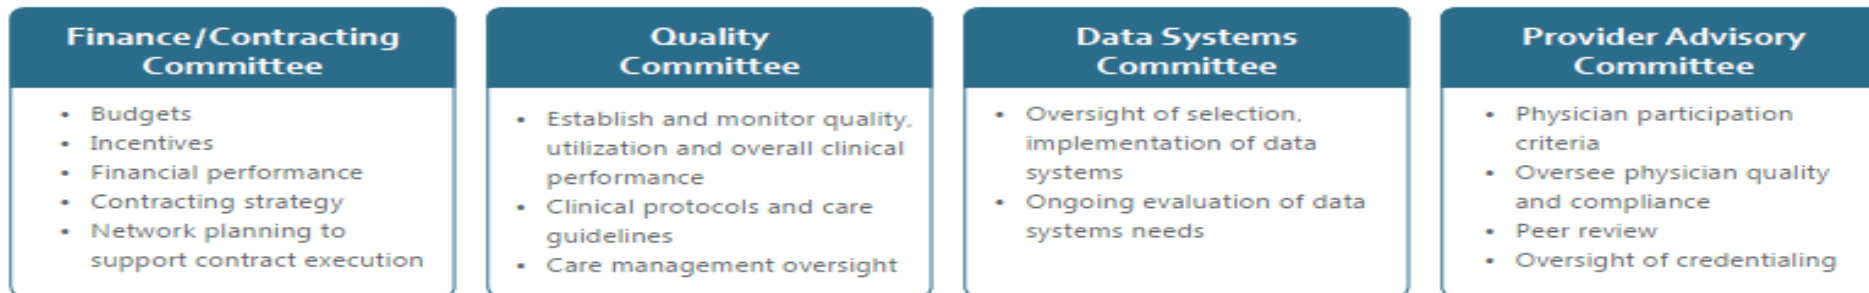 Finance/Contracting
Committee
• Budgets
• Incentives
• Financial performance
• Contracting strategy
• Network planning to
support contract execution
Quality
Committee
• Establish and monitor quality,
utilization and overall clinical
performance
• Clinical protocols and care
guidelines
• Care management oversight
Data Systems
Committee
• Oversight of selection,
implementation of data
systems
• Ongoing evaluation of data
systems needs
Provider Advisory
Committee
• Physician participation
criteria
• Oversee physician quality
and compliance
• Peer review
• Oversight of credentialing